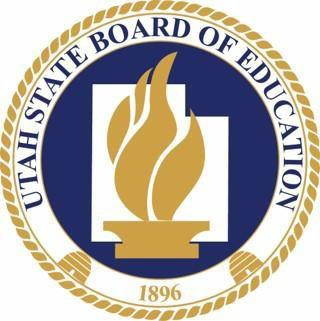 UTAH STATE BOARD OF EDUCATION
1896